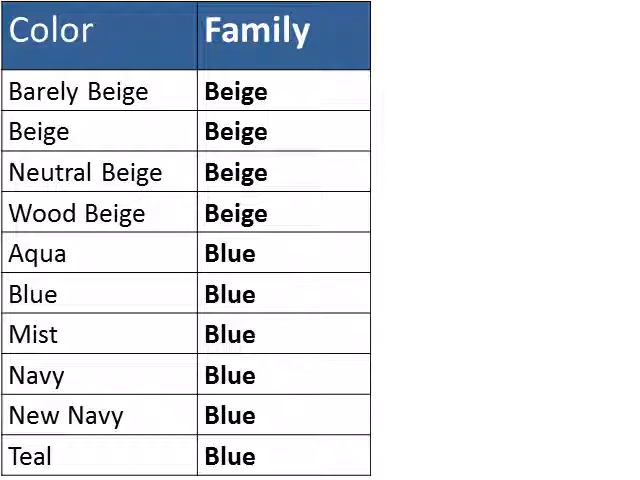 Color Family
Barely Beige Beige
Beige Beige
Neutral Beige Beige
Wood Beige Beige
Aqua Blue
Blue Blue
Mist Blue
Navy Blue
New Navy Blue
Teal Blue